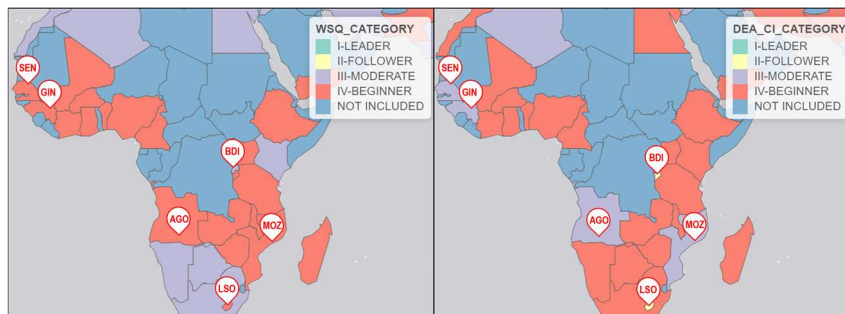 WSQ_CATEGORY
I-LEADER
II-FOLLOWER
III-MODERATE
IV-BEGINNER
NOT INCLUDED
SEN
GIN
BDI
AGO
MOZ
LSO
DEA_CI_CATEGORY
I-LEADER
II-FOLLOWER
III-MODERATE
IV-BEGINNER
NOT INCLUDED
SEN
GIN
BDI
AGO
MOZ
LSO